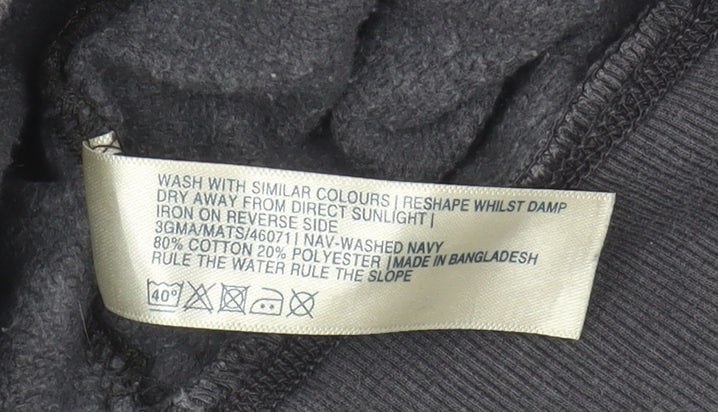 WASH WITH SIMILAR COLOURS | RESHAPE WHILST DAMP
DRY AWAY FROM DIRECT SUNLIGHT |
IRON ON REVERSE SIDE
3GMA/MATS/46071 | NAV-WASHED NAVY
80% COTTON 20% POLYESTER | MADE IN BANGLADESH
RULE THE WATER RULE THE SLOPE
40°